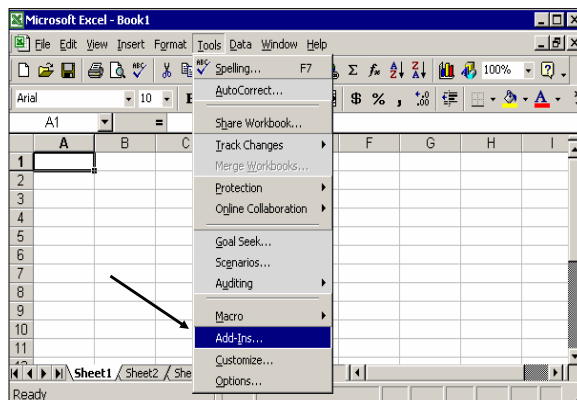 Microsoft Excel - Book1
File Edit View Insert Format Tools Data Window Help
100%
Arial 10 $ % ,
A1 =
A B C F G H I
1
2
3
4
5
6
7
8
9
10
11
Spelling... F7
AutoCorrect...
Share Workbook...
Track Changes
Merge Workbooks...
Protection
Online Collaboration
Goal Seek...
Scenarios...
Auditing
Macro
Add-Ins...
Customize...
Options...
Sheet1 Sheet2 She
Ready